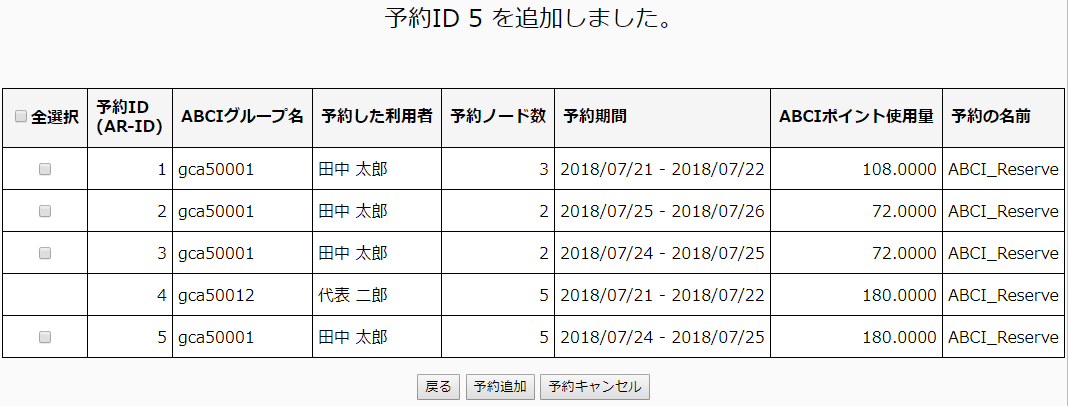 予約ID 5 を追加しました。
全選択 予約ID (AR-ID) ABCIグループ名 予約した利用者 予約ノード数 予約期間 ABCIポイント使用量 予約の名前
1 gca50001 田中 太郎 3 2018/07/21 - 2018/07/22 108.0000 ABCI_Reserve
2 gca50001 田中 太郎 2 2018/07/25 - 2018/07/26 72.0000 ABCI_Reserve
3 gca50001 田中 太郎 2 2018/07/24 - 2018/07/25 72.0000 ABCI_Reserve
4 gca50012 代表 二郎 5 2018/07/21 - 2018/07/22 180.0000 ABCI_Reserve
5 gca50001 田中 太郎 5 2018/07/24 - 2018/07/25 180.0000 ABCI_Reserve
戻る 予約追加 予約キャンセル